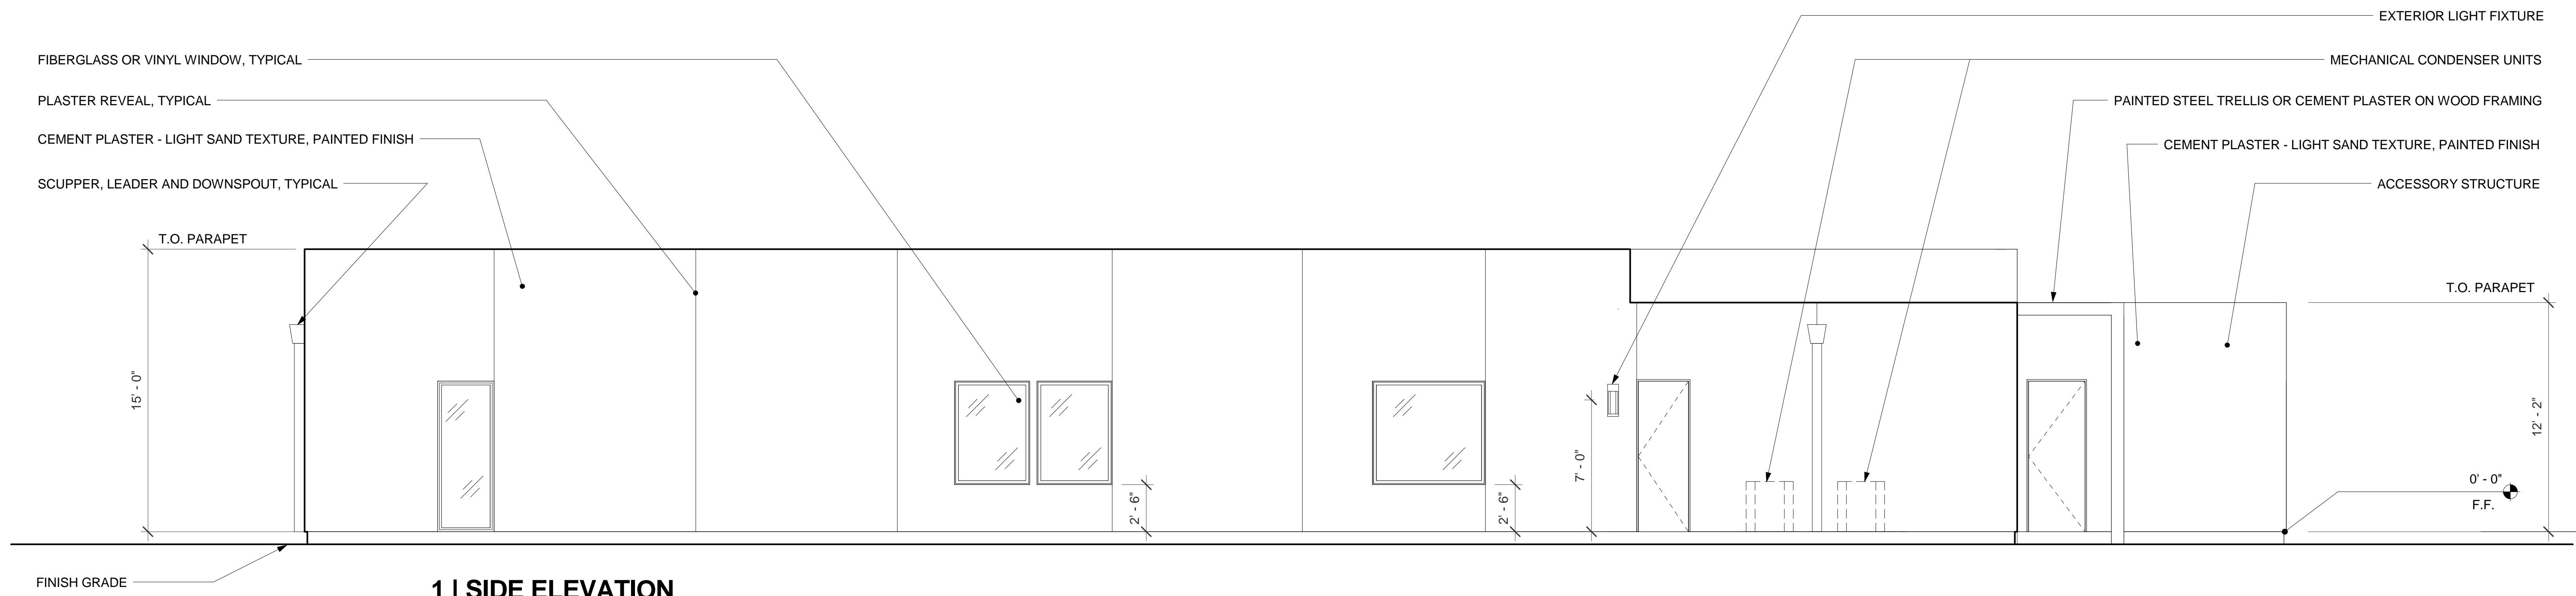 EXTERIOR LIGHT FIXTURE
FIBERGLASS OR VINYL WINDOW, TYPICAL
MECHANICAL CONDENSER UNITS
PLASTER REVEAL, TYPICAL
PAINTED STEEL TRELLIS OR CEMENT PLASTER ON WOOD FRAMING
CEMENT PLASTER - LIGHT SAND TEXTURE, PAINTED FINISH
CEMENT PLASTER - LIGHT SAND TEXTURE, PAINTED FINISH
SCUPPER, LEADER AND DOWNSPOUT, TYPICAL
ACCESSORY STRUCTURE
T.O. PARAPET
T.O. PARAPET
15' - 0"
2' - 6"
2' - 6"
7' - 0"
12' - 2"
0' - 0"
F.F.
FINISH GRADE
1 | SIDE ELEVATION